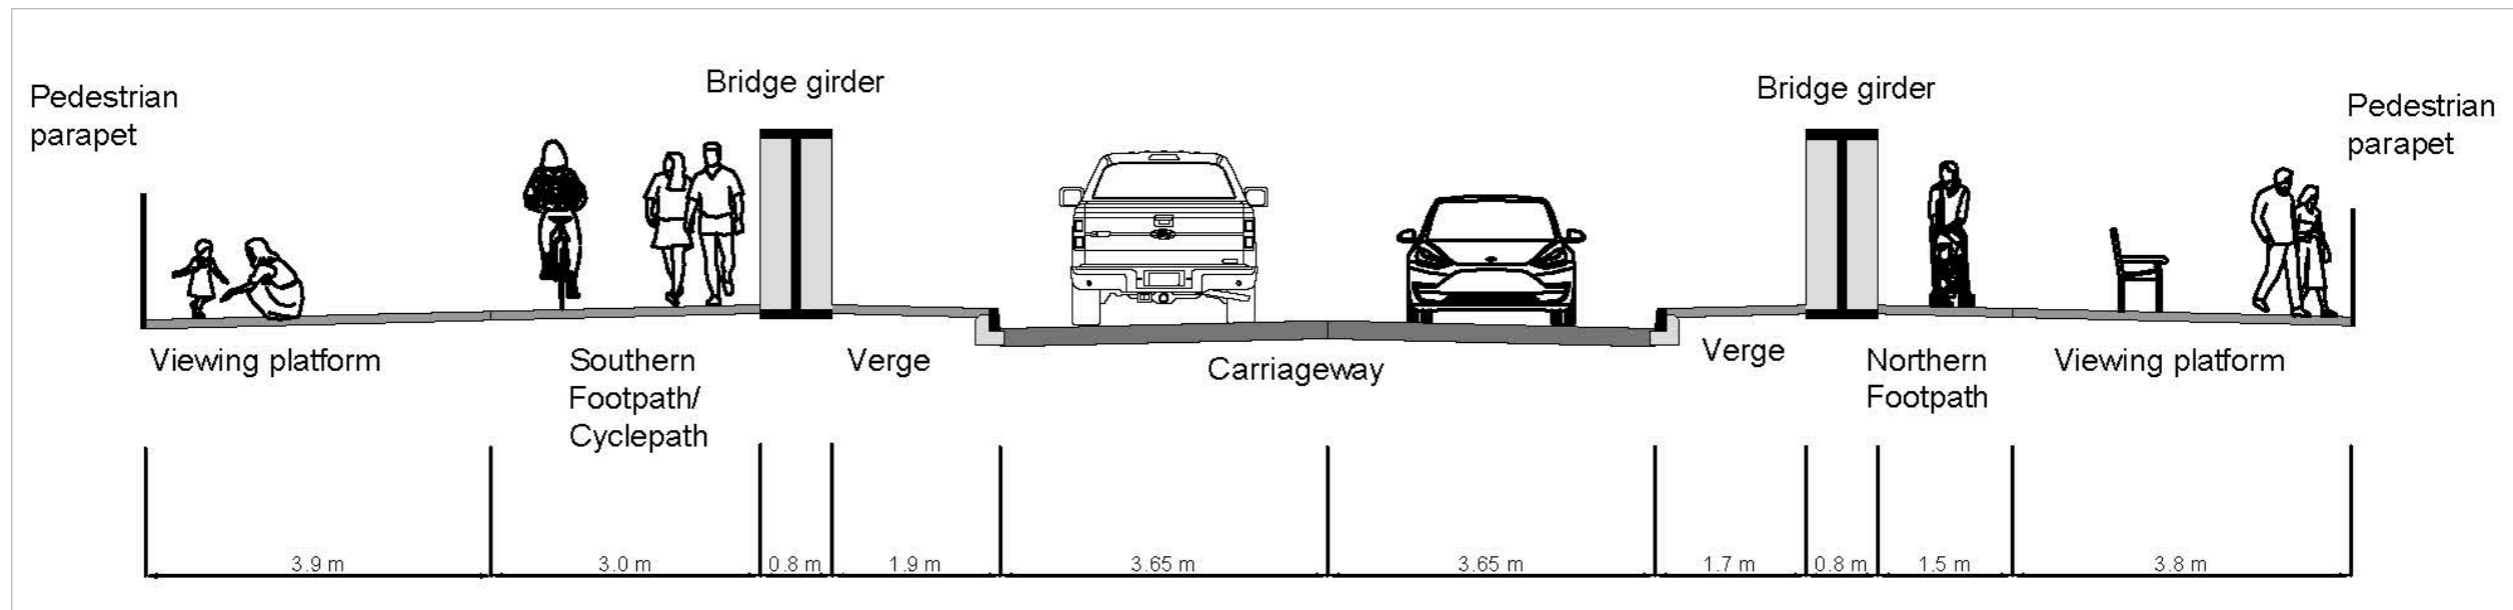 Pedestrian
parapet
Bridge girder
Bridge girder
Pedestrian
parapet
Viewing platform
Southern
Footpath/
Cyclepath
Verge
Carriageway
Verge
Northern
Footpath
Viewing platform
3.9 m
3.0 m
0.8 m
1.9 m
3.65 m
3.65 m
1.7 m
0.8 m
1.5 m
3.8 m